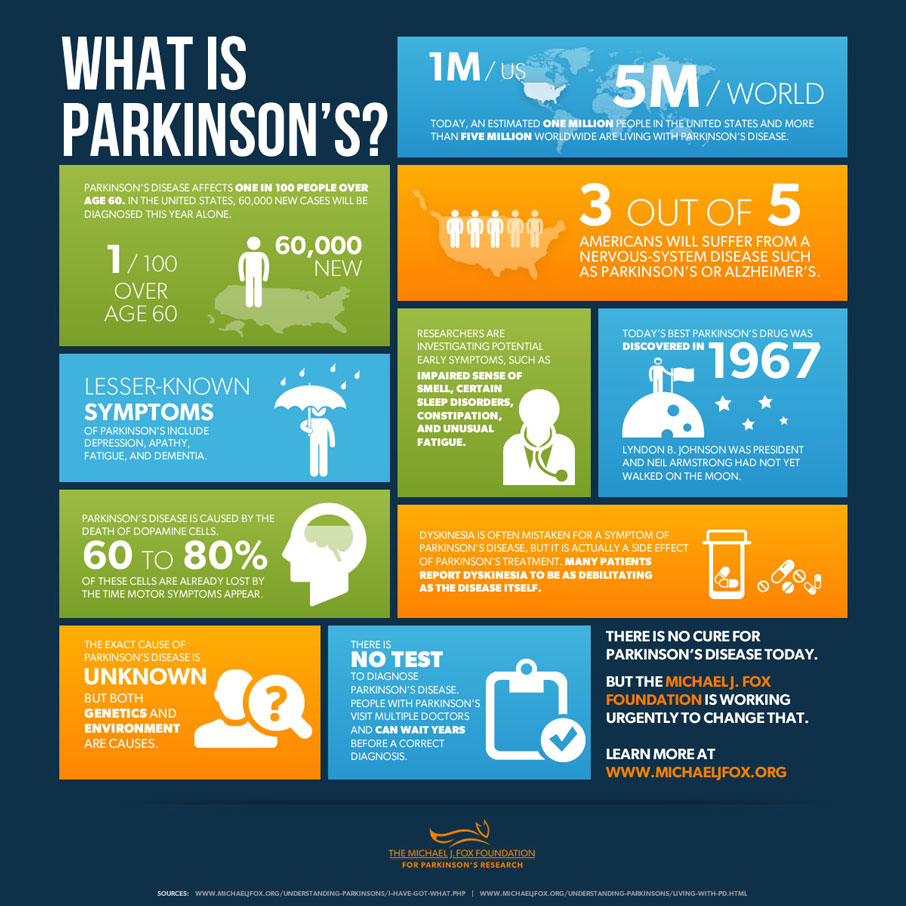 WHAT IS
PARKINSON'S?
1M / US
5M / WORLD
TODAY, AN ESTIMATED ONE MILLION PEOPLE IN THE UNITED STATES AND MORE
THAN FIVE MILLION WORLDWIDE ARE LIVING WITH PARKINSON'S DISEASE.
PARKINSON'S DISEASE AFFECTS ONE IN 100 PEOPLE OVER
AGE 60. IN THE UNITED STATES, 60,000 NEW CASES WILL BE
DIAGNOSED THIS YEAR ALONE.
1 / 100
OVER
AGE 60
60,000
NEW
3 OUT OF 5
AMERICANS WILL SUFFER FROM A
NERVOUS-SYSTEM DISEASE SUCH
AS PARKINSON'S OR ALZHEIMER'S.
LESSER-KNOWN
SYMPTOMS
OF PARKINSON'S INCLUDE
DEPRESSION, APATHY,
FATIGUE, AND DEMENTIA.
RESEARCHERS ARE
INVESTIGATING POTENTIAL
EARLY SYMPTOMS, SUCH AS
IMPAIRED SENSE OF
SMELL, CERTAIN
SLEEP DISORDERS,
CONSTIPATION,
AND UNUSUAL
FATIGUE.
TODAY'S BEST PARKINSON'S DRUG WAS
DISCOVERED IN 1967
LYNDON B. JOHNSON WAS PRESIDENT
AND NEIL ARMSTRONG HAD NOT YET
WALKED ON THE MOON.
PARKINSON'S DISEASE IS CAUSED BY THE
DEATH OF DOPAMINE CELLS.
60 TO 80%
OF THESE CELLS ARE ALREADY LOST BY
THE TIME MOTOR SYMPTOMS APPEAR.
DYSKINESIA IS OFTEN MISTAKEN FOR A SYMPTOM OF
PARKINSON'S DISEASE, BUT IT IS ACTUALLY A SIDE EFFECT
OF PARKINSON'S TREATMENT. MANY PATIENTS
REPORT DYSKINESIA TO BE AS DEBILITATING
AS THE DISEASE ITSELF.
THE EXACT CAUSE OF
PARKINSON'S DISEASE IS
UNKNOWN
BUT BOTH
GENETICS AND
ENVIRONMENT
ARE CAUSES.
?
THERE IS
NO TEST
TO DIAGNOSE
PARKINSON'S DISEASE.
PEOPLE WITH PARKINSON'S
VISIT MULTIPLE DOCTORS
AND CAN WAIT YEARS
BEFORE A CORRECT
DIAGNOSIS.
THERE IS NO CURE FOR
PARKINSON'S DISEASE TODAY.
BUT THE MICHAEL J. FOX
FOUNDATION IS WORKING
URGENTLY TO CHANGE THAT.
LEARN MORE AT
WWW.MICHAELJFOX.ORG
THE MICHAEL J. FOX FOUNDATION
FOR PARKINSON'S RESEARCH
SOURCES: WWW.MICHAELJFOX.ORG/UNDERSTANDING-PARKINSONS/I-HAVE-GOT-WHAT.PHP | WWW.MICHAELJFOX.ORG/UNDERSTANDING-PARKINSONS/LIVING-WITH-PD.HTML